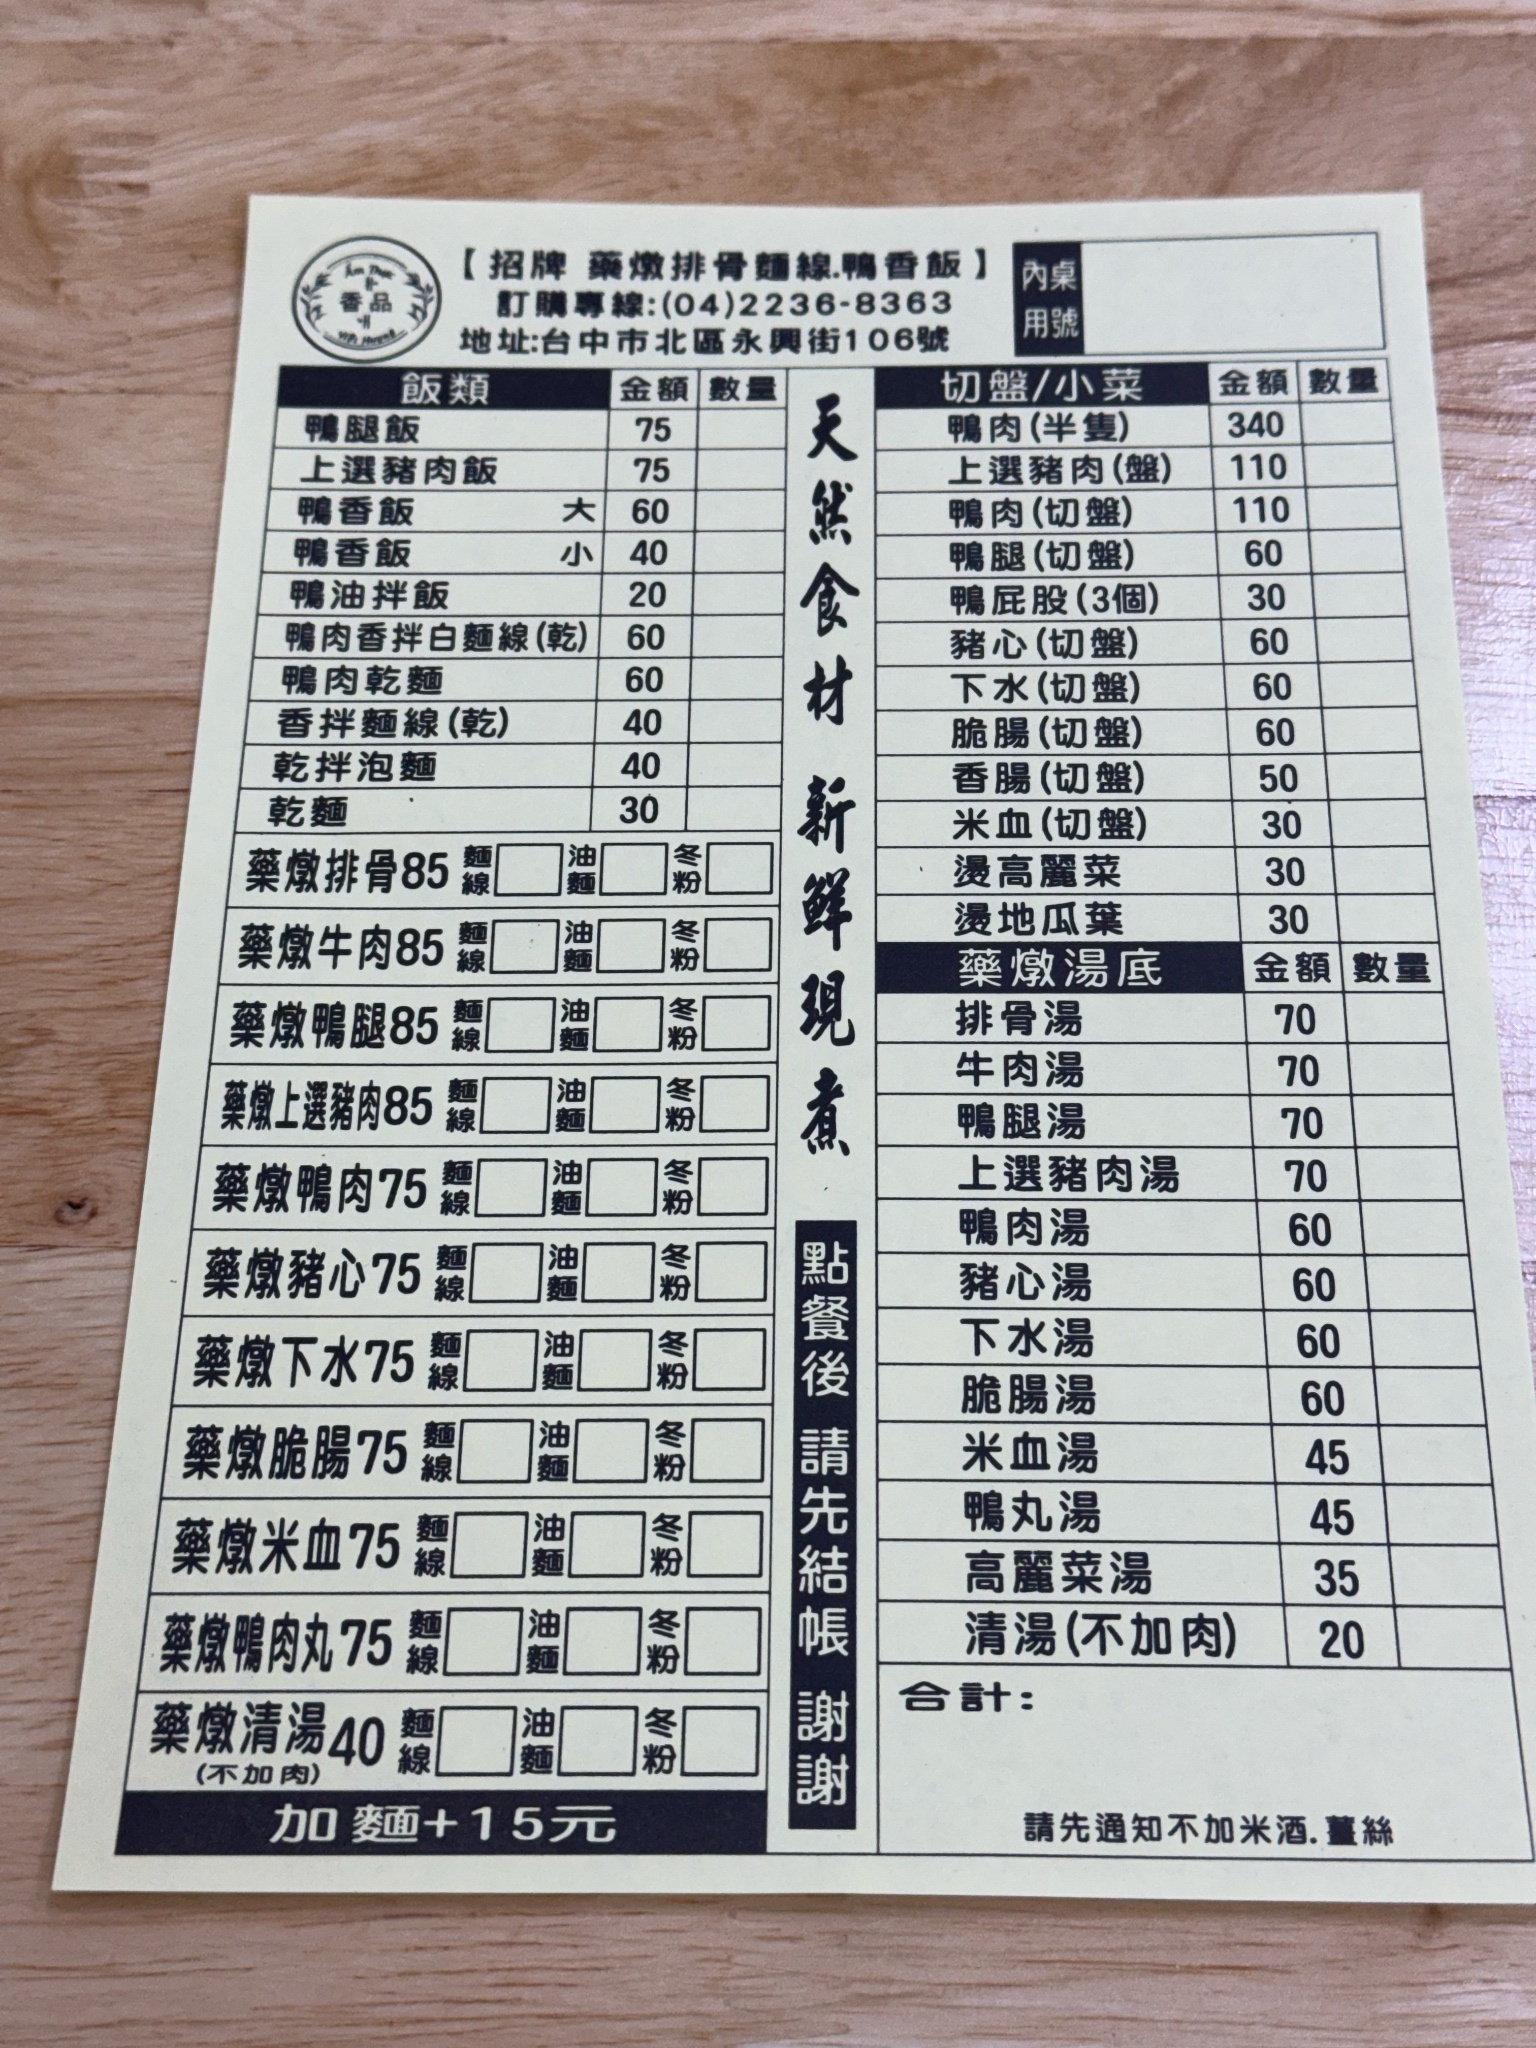 香品
【招牌 藥燉排骨麵線.鴨香飯】
訂購專線:(04)2236-8363
地址:台中市北區永興街106號
內用
桌號
飯類 金額 數量
鴨腿飯 75
上選豬肉飯 75
鴨香飯 大 60
鴨香飯 小 40
鴨油拌飯 20
鴨肉香拌白麵線(乾) 60
鴨肉乾麵 60
香拌麵線(乾) 40
乾拌泡麵 40
乾麵 30
藥燉排骨85 麵線 油麵 冬粉
藥燉牛肉85 麵線 油麵 冬粉
藥燉鴨腿85 麵線 油麵 冬粉
藥燉上選豬肉85 麵線 油麵 冬粉
藥燉鴨肉75 麵線 油麵 冬粉
藥燉豬心75 麵線 油麵 冬粉
藥燉下水75 麵線 油麵 冬粉
藥燉脆腸75 麵線 油麵 冬粉
藥燉米血75 麵線 油麵 冬粉
藥燉鴨肉丸75 麵線 油麵 冬粉
藥燉清湯40 麵線 油麵 冬粉
(不加肉)
加麵+15元
天然食材 新鮮現煮
點餐後 請先結帳 謝謝
切盤/小菜 金額 數量
鴨肉(半隻) 340
上選豬肉(盤) 110
鴨肉(切盤) 110
鴨腿(切盤) 60
鴨屁股(3個) 30
豬心(切盤) 60
下水(切盤) 60
脆腸(切盤) 60
香腸(切盤) 50
米血(切盤) 30
燙高麗菜 30
燙地瓜葉 30
藥燉湯底 金額 數量
排骨湯 70
牛肉湯 70
鴨腿湯 70
上選豬肉湯 70
鴨肉湯 60
豬心湯 60
下水湯 60
脆腸湯 60
米血湯 45
鴨丸湯 45
高麗菜湯 35
清湯(不加肉) 20
合計:
請先通知不加米酒.薑絲